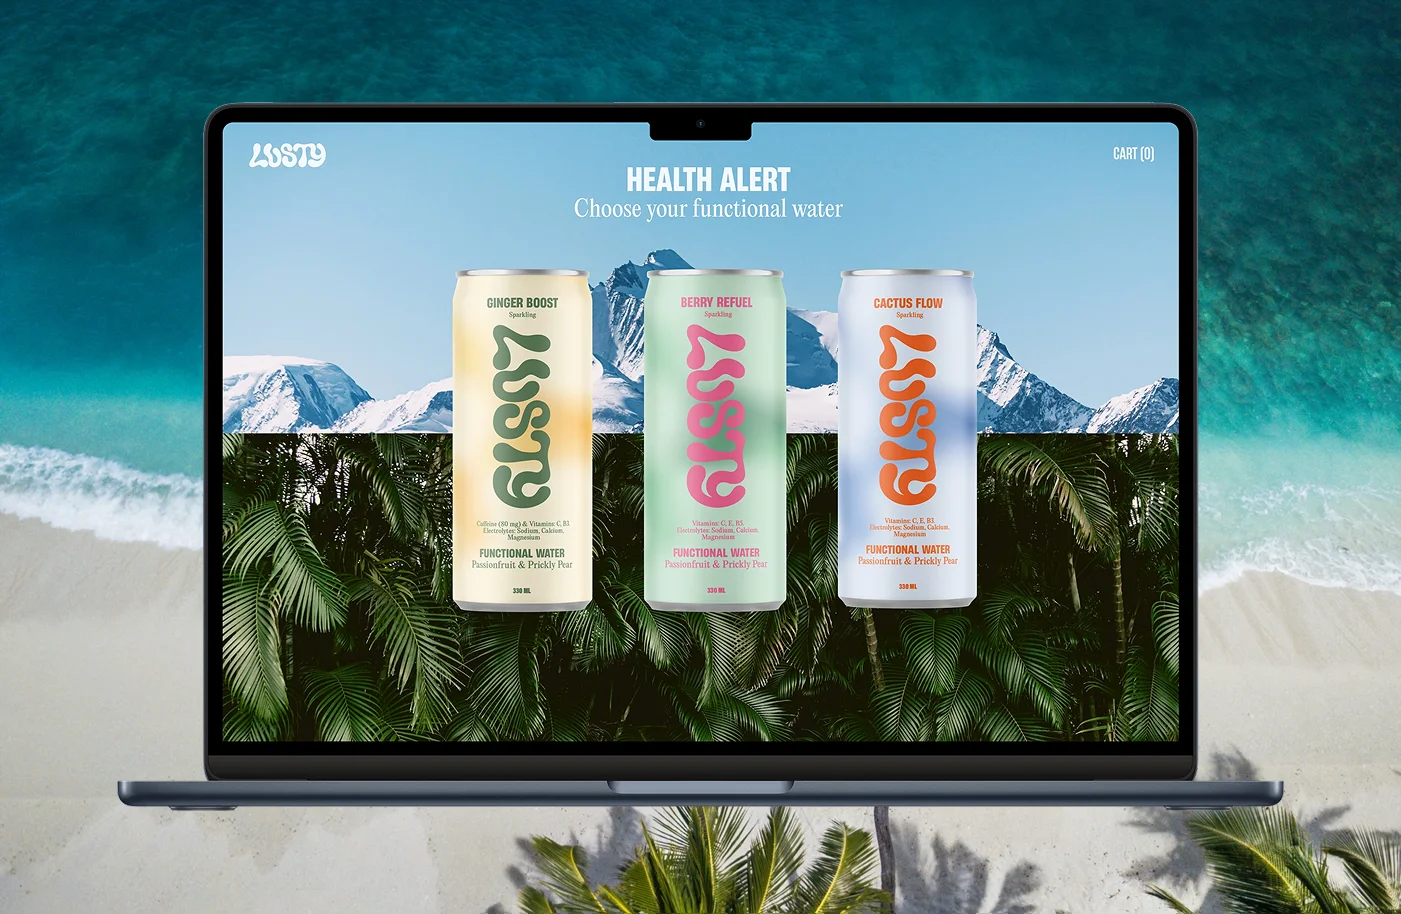 LUSTY
CART (0)
HEALTH ALERT
Choose your functional water
GINGER BOOST
Sparkling
LUSTY
Caffeine (80 mg) & Vitamins: C, B3
Electrolytes: Sodium, Calcium,
Magnesium
FUNCTIONAL WATER
Passionfruit & Prickly Pear
330 ML
BERRY REFUEL
Sparkling
LUSTY
Vitamins: C, E, B5,
Electrolytes: Sodium, Calcium,
Magnesium
FUNCTIONAL WATER
Passionfruit & Prickly Pear
330 ML
CACTUS FLOW
Sparkling
LUSTY
Vitamins: C, E, B3.
Electrolytes: Sodium, Calcium,
Magnesium
FUNCTIONAL WATER
Passionfruit & Prickly Pear
330 ML